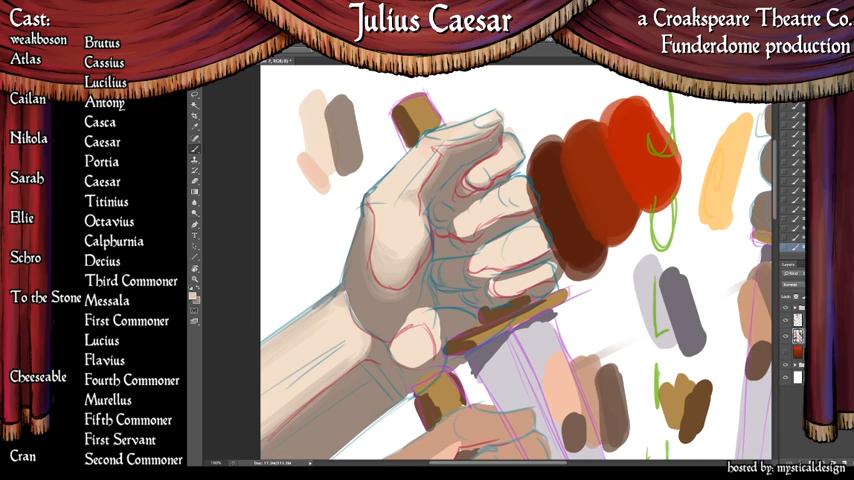 Cast:
Julius Caesar
a Croakspeare Theatre Co.
Funderdome production
weakboson
Brutus
Atlas
Cassius
Lucilius
Cailan
Antony
Casca
Nikola
Caesar
Portia
Sarah
Caesar
Titinius
Ellie
Octavius
Calphurnia
Schro
Decius
Third Commoner
To the Stone
Messala
First Commoner
Lucius
Flavius
Cheeseable
Fourth Commoner
Murellus
Fifth Commoner
First Servant
Cran
Second Commoner
hosted by: mysticaldesign